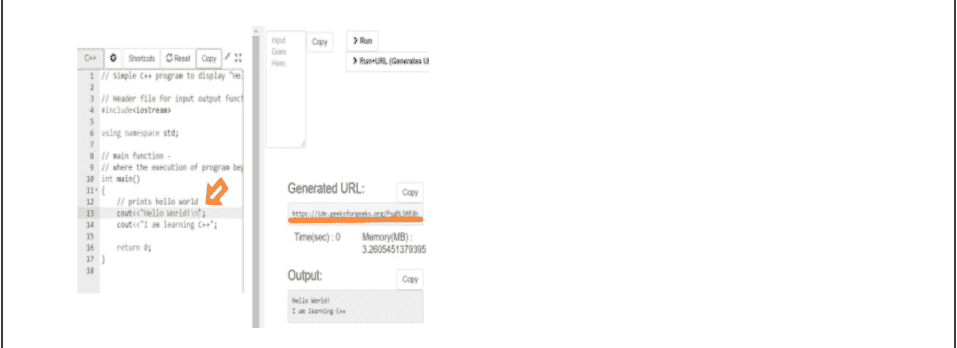 C++ Shortcuts Reset Copy
1 // Simple C++ program to display "He
2
3 // Header file for input output funct
4 #include<iostream>
5
6 using namespace std;
7
8 // main function -
9 // where the execution of program beg
10 int main()
11 {
12 // prints hello world
13 cout<<"Hello World!\n";
14 cout<<"I am learning C++";
15
16 return 0;
17 }
18
Input
Goes
Here
Copy
Run
Run+URL (Generates U
Generated URL:
Copy
Time(sec) : 0
Memory(MB) :
3.2605451379395
Output:
Copy
Hello World!
I am learning C++